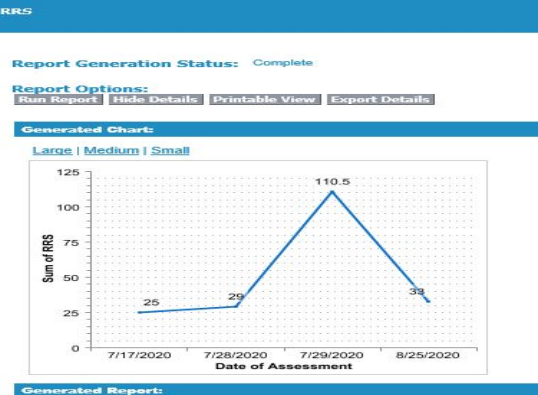 RRS
Report Generation Status: Complete
Report Options:
Run Report Hide Details Printable View Export Details
Generated Chart:
Large | Medium | Small
125
100
75
50
25
0
Sum of RRS
25
29
110.5
33
7/17/2020 7/28/2020 7/29/2020 8/25/2020
Date of Assessment
Generated Report: